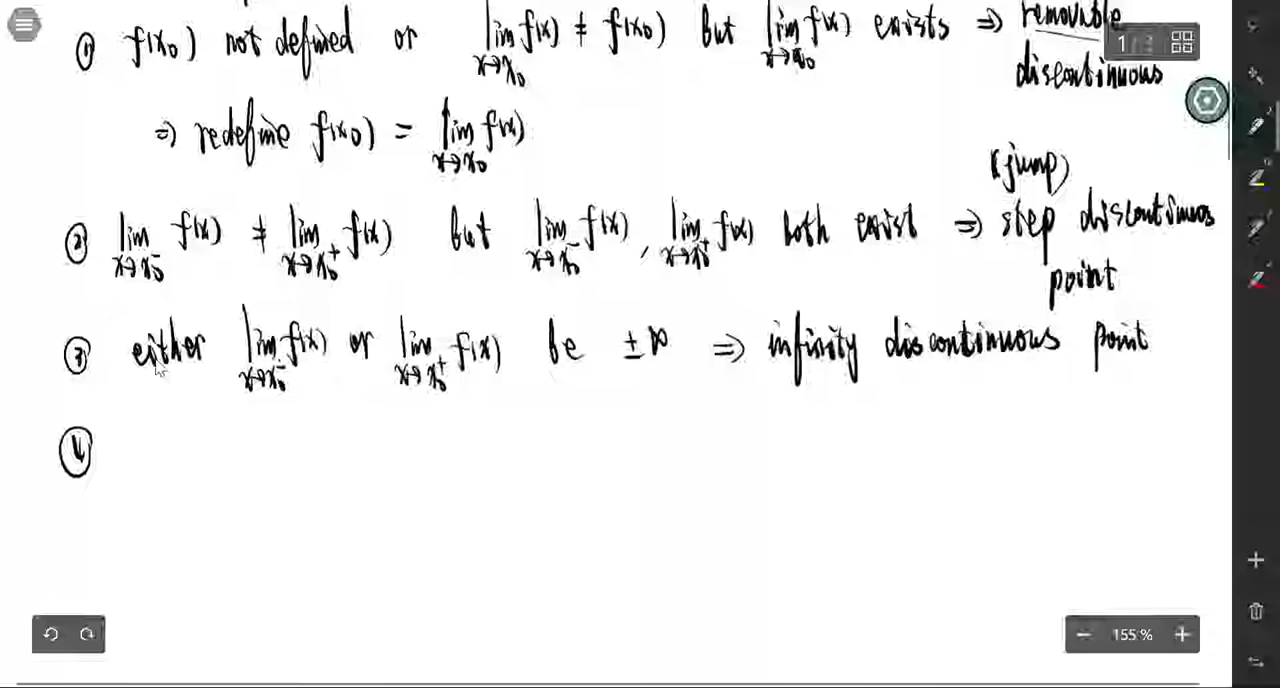 ① f(x₀) not defined or lim x→x₀ f(x) ≠ f(x₀) but lim x→x₀ f(x) exists ⇒ removable
discontinuous
⇒ redefine f(x₀) = lim x→x₀ f(x)
(jump)
② lim x→x₀⁻ f(x) ≠ lim x→x₀⁺ f(x) but lim x→x₀⁻ f(x), lim x→x₀⁺ f(x) both exist ⇒ step discontinuous
point
③ either lim x→x₀⁻ f(x) or lim x→x₀⁺ f(x) be ±∞ ⇒ infinity discontinuous point
④
155 %